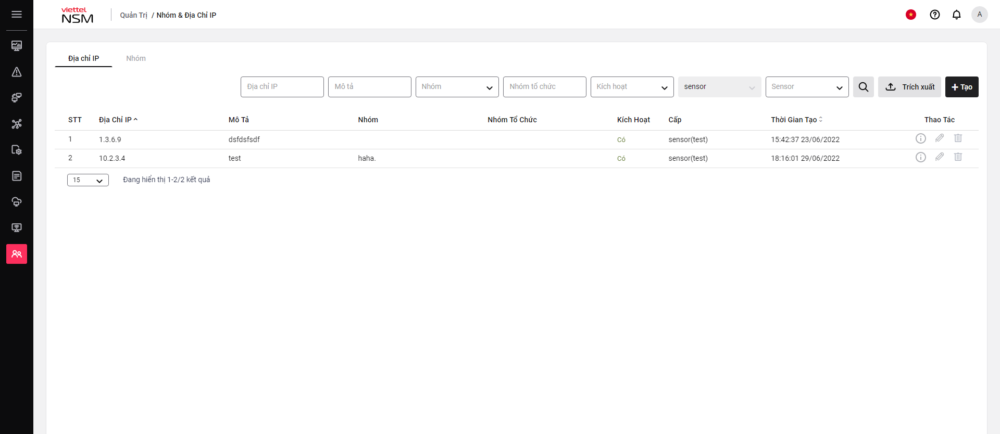 viettel
NSM
Quản Trị / Nhóm & Địa Chỉ IP
A
Địa chỉ IP Nhóm
Địa chỉ IP Mô tả Nhóm Nhóm tổ chức Kích hoạt sensor Sensor Trích xuất + Tạo
STT Địa Chỉ IP Mô Tả Nhóm Nhóm Tổ Chức Kích Hoạt Cấp Thời Gian Tạo Thao Tác
1 1.3.6.9 dsfdsfsdf Có sensor(test) 15:42:37 23/06/2022
2 10.2.3.4 test haha. Có sensor(test) 18:16:01 29/06/2022
15 Đang hiển thị 1-2/2 kết quả